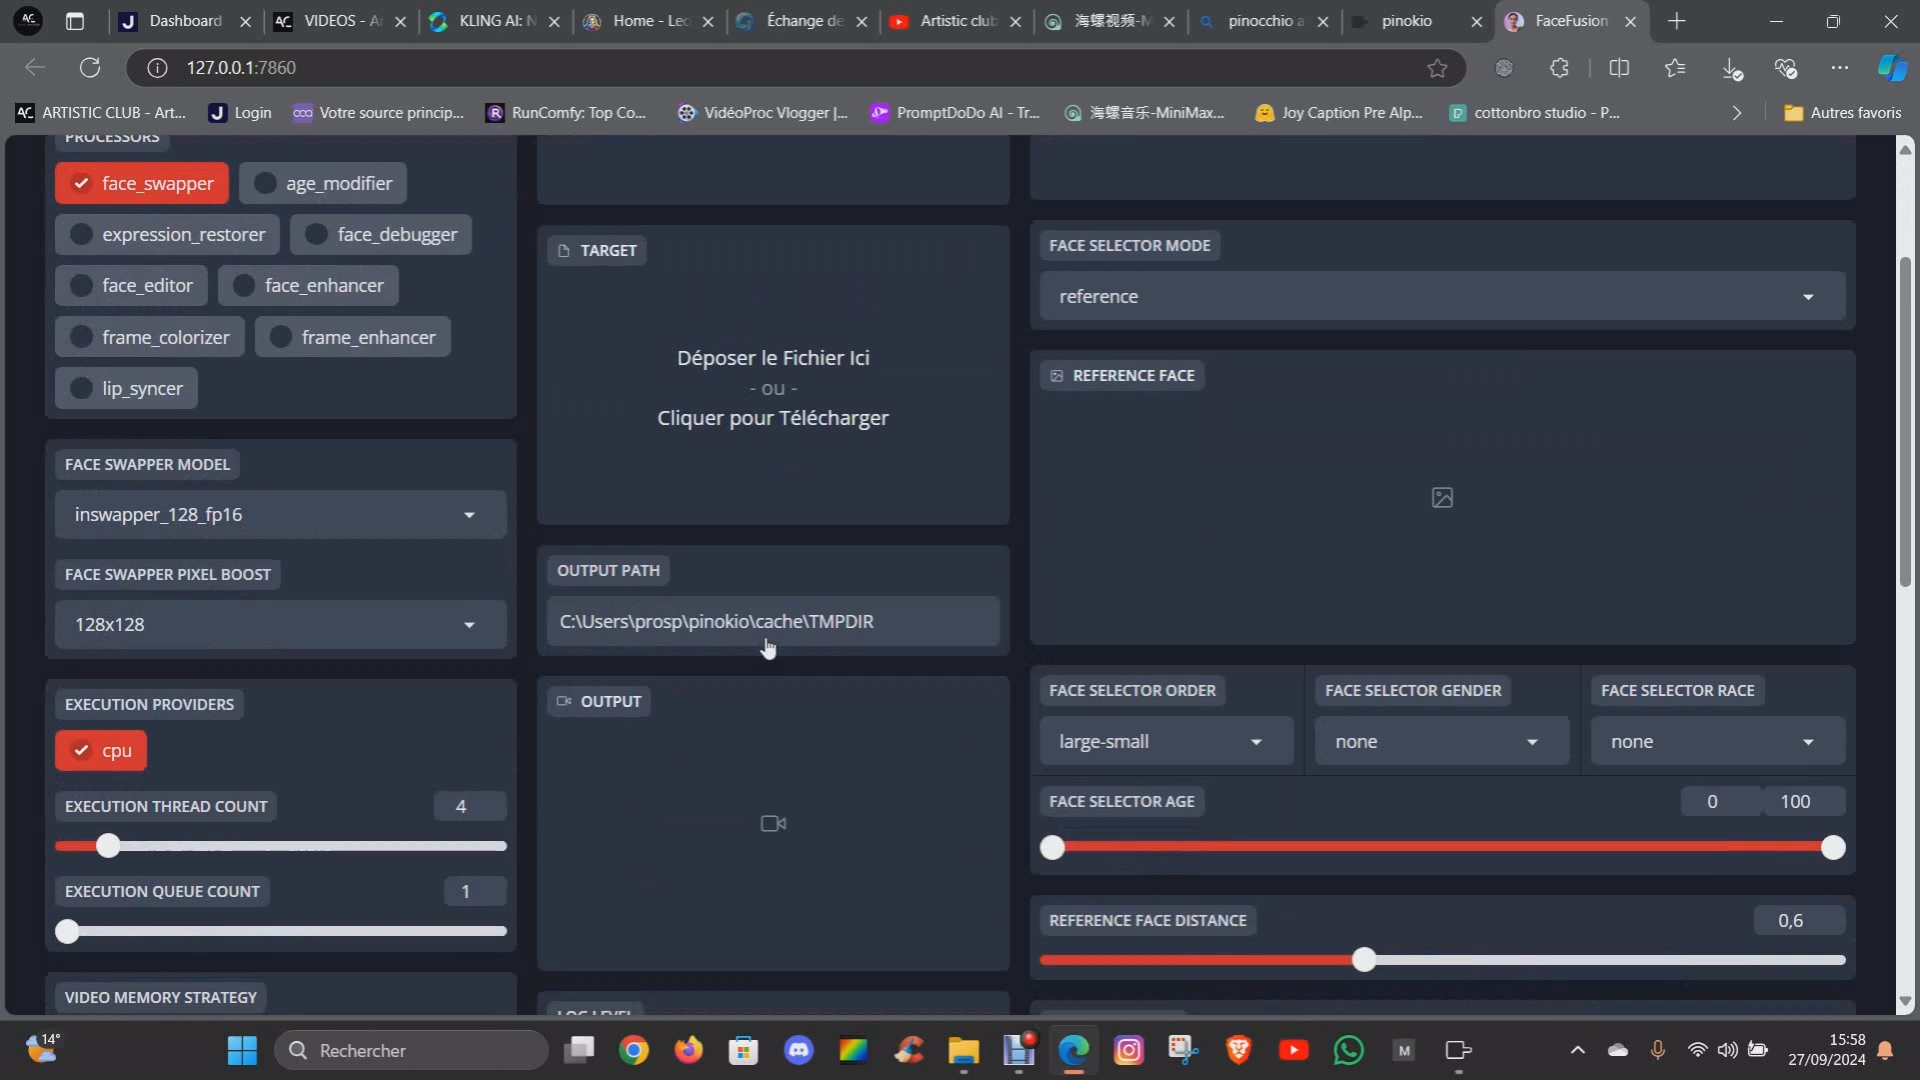 Dashboard
VIDEOS - A
KLING AI: N
Home - Leo
Échange de
Artistic club
海螺视频-M
pinocchio a
pinokio
FaceFusion
127.0.0.1:7860
ARTISTIC CLUB - Art...
Login
Votre source princip...
RunComfy: Top Co...
VidéoProc Vlogger |...
PromptDoDo AI - Tr...
海螺音乐-MiniMax...
Joy Caption Pre Alp...
cottonbro studio - P...
Autres favoris
PROCESSORS
face_swapper
age_modifier
expression_restorer
face_debugger
face_editor
face_enhancer
frame_colorizer
frame_enhancer
lip_syncer
FACE SWAPPER MODEL
inswapper_128_fp16
FACE SWAPPER PIXEL BOOST
128x128
EXECUTION PROVIDERS
cpu
EXECUTION THREAD COUNT
4
EXECUTION QUEUE COUNT
1
VIDEO MEMORY STRATEGY
TARGET
Déposer le Fichier Ici
- ou -
Cliquer pour Télécharger
OUTPUT PATH
C:\Users\prosp\pinokio\cache\TMPDIR
OUTPUT
LOG LEVEL
FACE SELECTOR MODE
reference
REFERENCE FACE
FACE SELECTOR ORDER
large-small
FACE SELECTOR GENDER
none
FACE SELECTOR RACE
none
FACE SELECTOR AGE
0
100
REFERENCE FACE DISTANCE
0,6
14°
Rechercher
M
15:58
27/09/2024